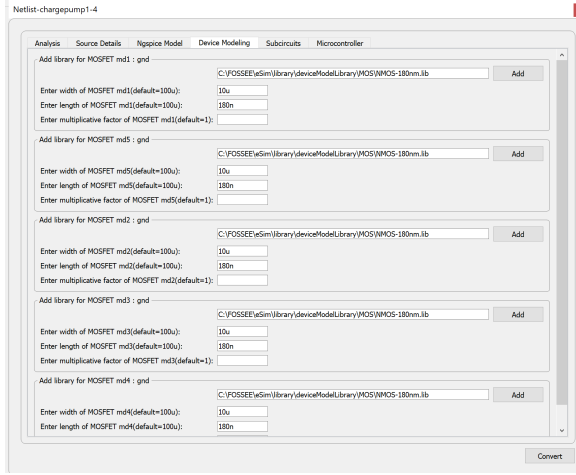 Netlist-chargepump1-4
Analysis Source Details Ngspice Model Device Modeling Subcircuits Microcontroller
Add library for MOSFET md1 : gnd
C:\FOSSEE\eSim\library\deviceModelLibrary\MOS\NMOS-180nm.lib Add
Enter width of MOSFET md1(default=100u): 10u
Enter length of MOSFET md1(default=100u): 180n
Enter multiplicative factor of MOSFET md1(default=1):
Add library for MOSFET md5 : gnd
C:\FOSSEE\eSim\library\deviceModelLibrary\MOS\NMOS-180nm.lib Add
Enter width of MOSFET md5(default=100u): 10u
Enter length of MOSFET md5(default=100u): 180n
Enter multiplicative factor of MOSFET md5(default=1):
Add library for MOSFET md2 : gnd
C:\FOSSEE\eSim\library\deviceModelLibrary\MOS\NMOS-180nm.lib Add
Enter width of MOSFET md2(default=100u): 10u
Enter length of MOSFET md2(default=100u): 180n
Enter multiplicative factor of MOSFET md2(default=1):
Add library for MOSFET md3 : gnd
C:\FOSSEE\eSim\library\deviceModelLibrary\MOS\NMOS-180nm.lib Add
Enter width of MOSFET md3(default=100u): 10u
Enter length of MOSFET md3(default=100u): 180n
Enter multiplicative factor of MOSFET md3(default=1):
Add library for MOSFET md4 : gnd
C:\FOSSEE\eSim\library\deviceModelLibrary\MOS\NMOS-180nm.lib Add
Enter width of MOSFET md4(default=100u): 10u
Enter length of MOSFET md4(default=100u): 180n
Convert